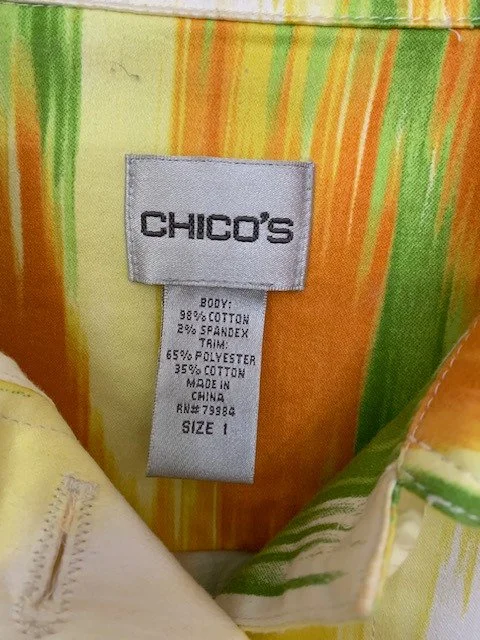 CHICO'S
BODY:
98% COTTON
2% SPANDEX
TRIM:
65% POLYESTER
35% COTTON
MADE IN
CHINA
RN# 79984
SIZE 1